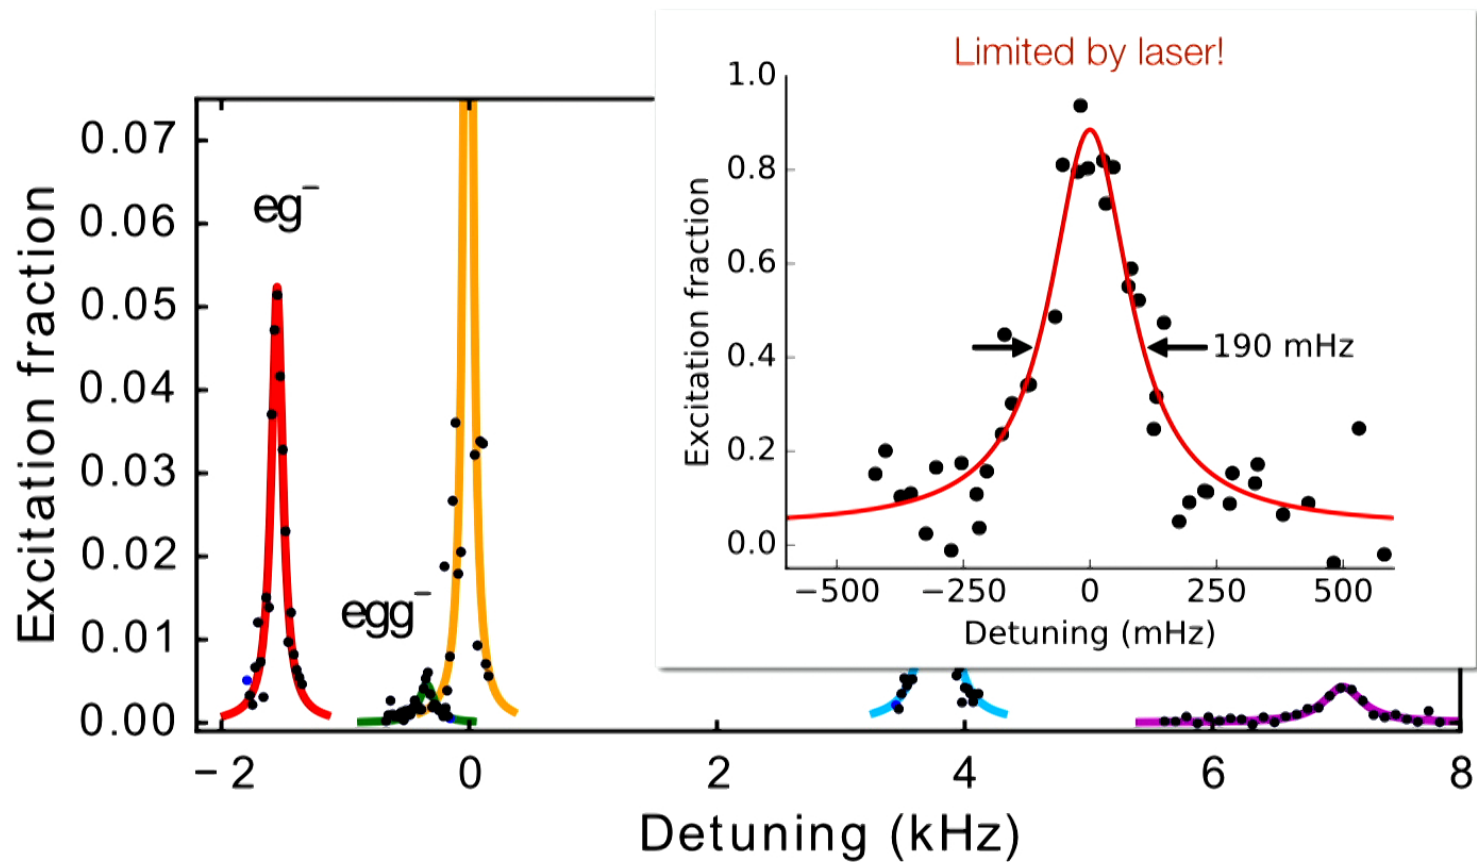 Limited by laser!
1.0
0.8
0.6
0.4
0.2
0.0
Excitation fraction
190 mHz
−500 −250 0 250 500
Detuning (mHz)
0.07
0.06
0.05
0.04
0.03
0.02
0.01
0.00
Excitation fraction
eg⁻
egg⁻
−2 0 2 4 6 8
Detuning (kHz)